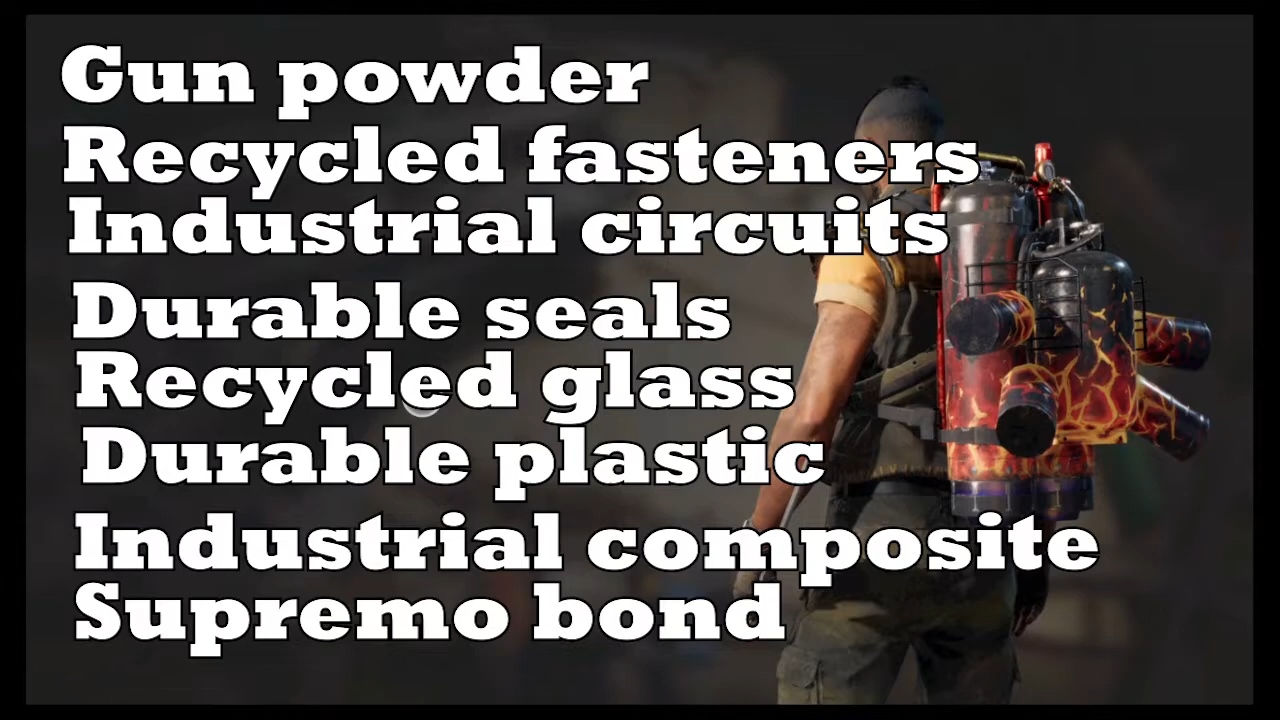 Gun powder
Recycled fasteners
Industrial circuits
Durable seals
Recycled glass
Durable plastic
Industrial composite
Supremo bond